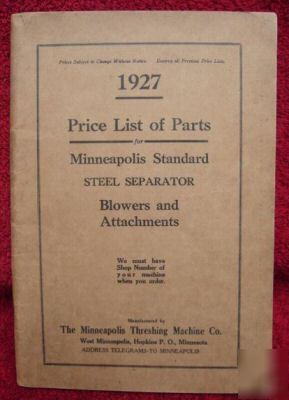 Prices Subject to Change Without Notice. Destroy all Previous Price Lists.
1927
Price List of Parts
for
Minneapolis Standard
STEEL SEPARATOR
Blowers and
Attachments
We must have
Shop Number of
your machine
when you order.
Manufactured by
The Minneapolis Threshing Machine Co.
West Minneapolis, Hopkins P. O., Minnesota
ADDRESS TELEGRAMS TO MINNEAPOLIS